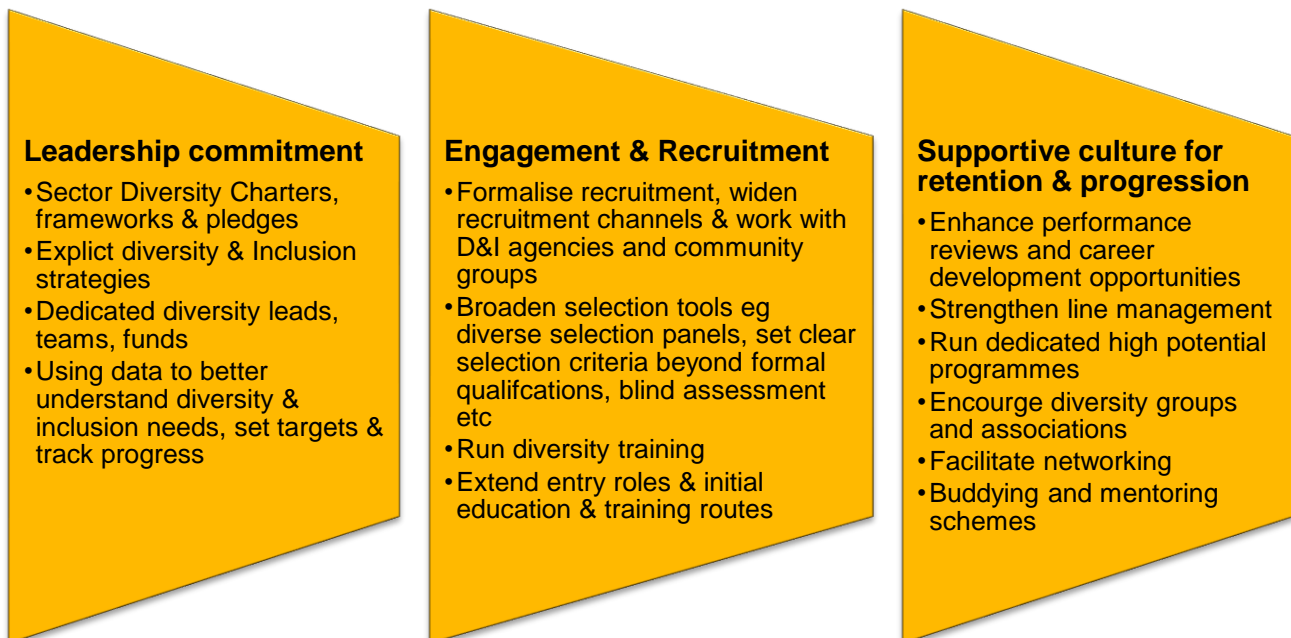 Leadership commitment
•Sector Diversity Charters,
frameworks & pledges
•Explict diversity & Inclusion
strategies
•Dedicated diversity leads,
teams, funds
•Using data to better
understand diversity &
inclusion needs, set targets &
track progress
Engagement & Recruitment
•Formalise recruitment, widen
recruitment channels & work with
D&I agencies and community
groups
•Broaden selection tools eg
diverse selection panels, set clear
selection criteria beyond formal
qualifcations, blind assessment
etc
•Run diversity training
•Extend entry roles & initial
education & training routes
Supportive culture for
retention & progression
•Enhance performance
reviews and career
development opportunities
•Strengthen line management
•Run dedicated high potential
programmes
•Encourge diversity groups
and associations
•Facilitate networking
•Buddying and mentoring
schemes